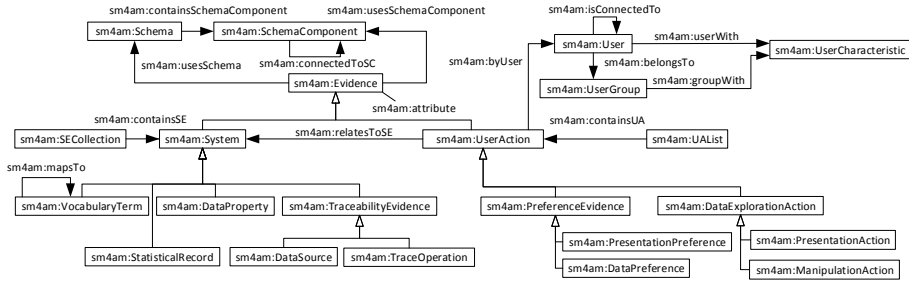 sm4am:containsSchemaComponent
sm4am:usesSchemaComponent
sm4am:isConnectedTo
sm4am:Schema
sm4am:SchemaComponent
sm4am:User
sm4am:userWith
sm4am:UserCharacteristic
sm4am:usesSchema
sm4am:connectedToSC
sm4am:byUser
sm4am:belongsTo
sm4am:Evidence
sm4am:UserGroup
sm4am:groupWith
sm4am:attribute
sm4am:containsSE
sm4am:containsUA
sm4am:SECollection
sm4am:System
sm4am:relatesToSE
sm4am:UserAction
sm4am:UAList
sm4am:mapsTo
sm4am:VocabularyTerm
sm4am:DataProperty
sm4am:TraceabilityEvidence
sm4am:PreferenceEvidence
sm4am:DataExplorationAction
sm4am:StatisticalRecord
sm4am:DataSource
sm4am:TraceOperation
sm4am:PresentationPreference
sm4am:PresentationAction
sm4am:DataPreference
sm4am:ManipulationAction